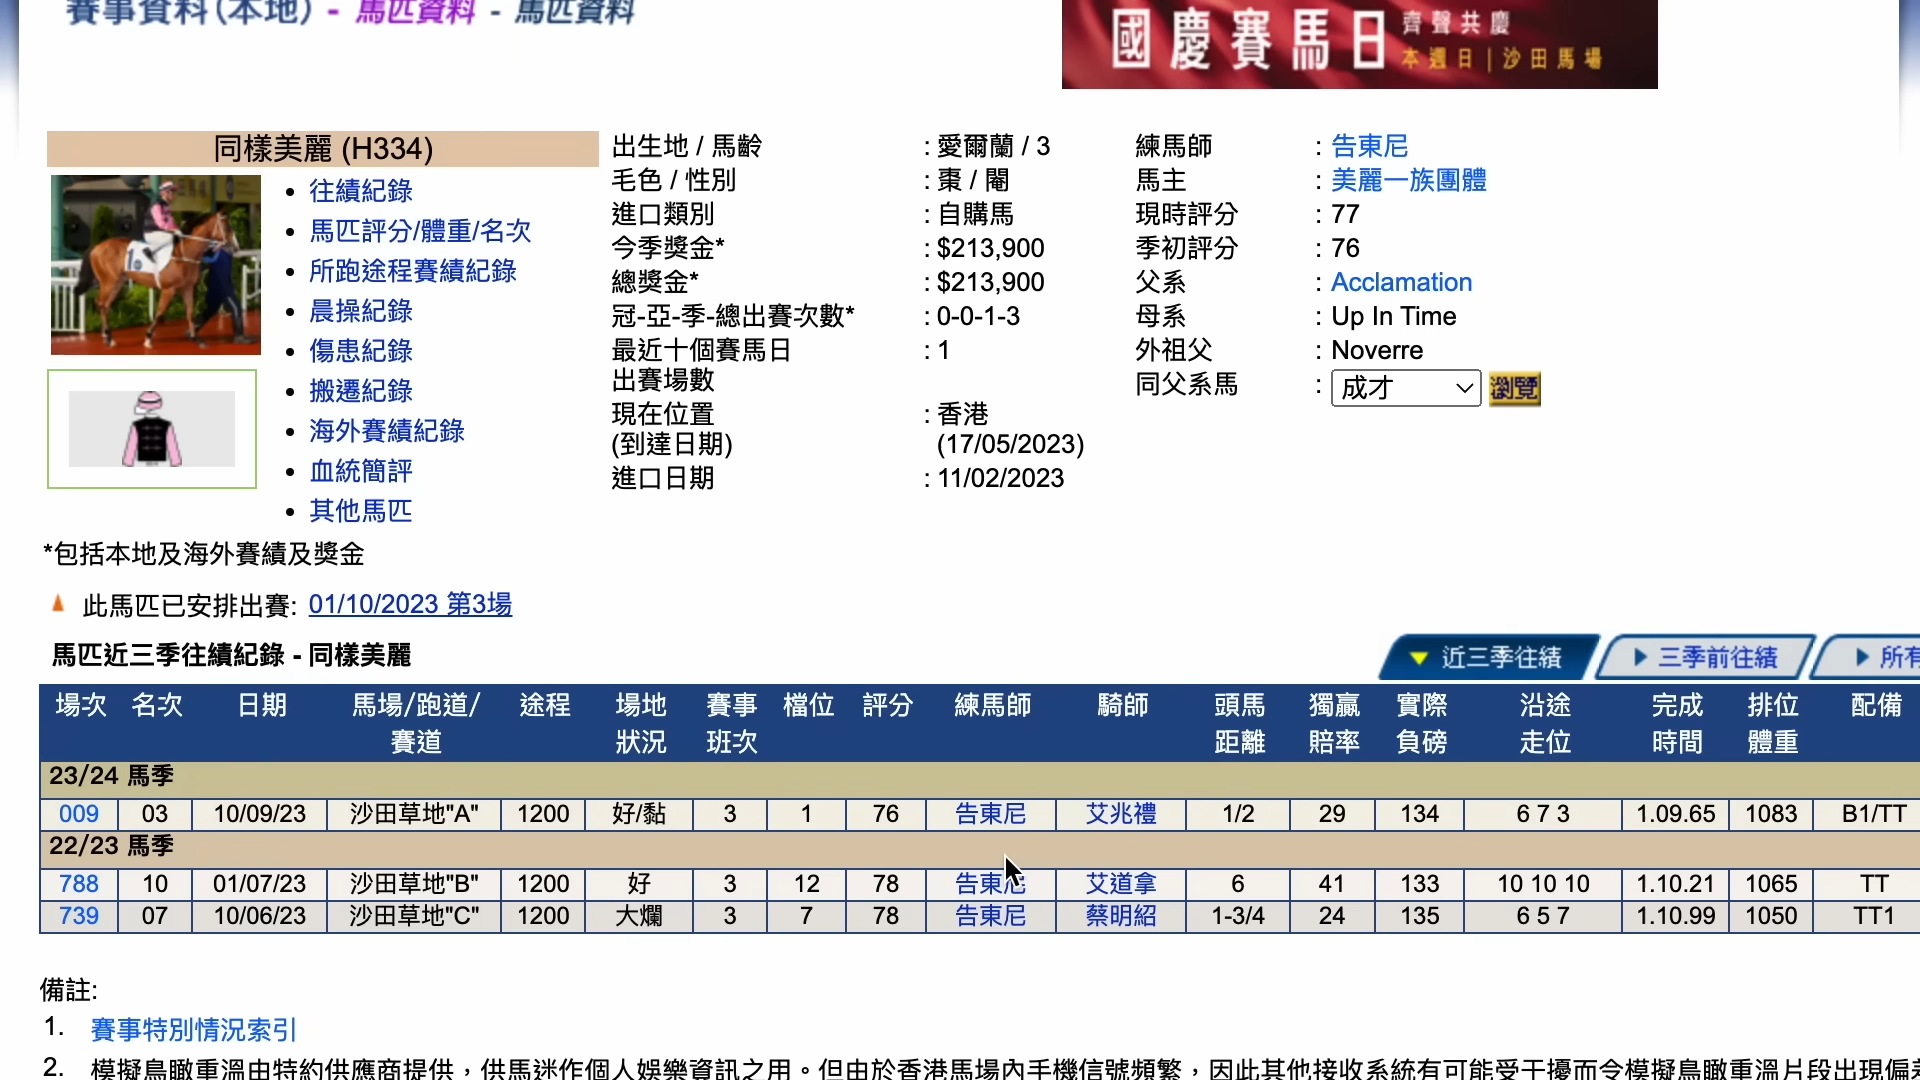 賽事資料(本地) - 馬匹資料 - 馬匹資料
國慶賽馬日
齊聲共慶
本週日 | 沙田馬場
同樣美麗 (H334)
往績紀錄
馬匹評分/體重/名次
所跑途程賽績紀錄
晨操紀錄
傷患紀錄
搬遷紀錄
海外賽績紀錄
血統簡評
其他馬匹
出生地 / 馬齡 : 愛爾蘭 / 3
毛色 / 性別 : 棗 / 閹
進口類別 : 自購馬
今季獎金* : $213,900
總獎金* : $213,900
冠-亞-季-總出賽次數* : 0-0-1-3
最近十個賽馬日 : 1
出賽場數
現在位置 : 香港
(到達日期) (17/05/2023)
進口日期 : 11/02/2023
練馬師 : 告東尼
馬主 : 美麗一族團體
現時評分 : 77
季初評分 : 76
父系 : Acclamation
母系 : Up In Time
外祖父 : Noverre
同父系馬 : 成才 瀏覽
*包括本地及海外賽績及獎金
此馬匹已安排出賽: 01/10/2023 第3場
馬匹近三季往績紀錄 - 同樣美麗
近三季往績 三季前往績 所有
場次 名次 日期 馬場/跑道/ 途程 場地 賽事 檔位 評分 練馬師 騎師 頭馬 獨贏 實際 沿途 完成 排位 配備
賽道 狀況 班次 距離 賠率 負磅 走位 時間 體重
23/24 馬季
009 03 10/09/23 沙田草地"A" 1200 好/黏 3 1 76 告東尼 艾兆禮 1/2 29 134 6 7 3 1.09.65 1083 B1/TT
22/23 馬季
788 10 01/07/23 沙田草地"B" 1200 好 3 12 78 告東尼 艾道拿 6 41 133 10 10 10 1.10.21 1065 TT
739 07 10/06/23 沙田草地"C" 1200 大爛 3 7 78 告東尼 蔡明紹 1-3/4 24 135 6 5 7 1.10.99 1050 TT1
備註:
1. 賽事特別情況索引
2. 模擬鳥瞰重溫由特約供應商提供，供馬迷作個人娛樂資訊之用。但由於香港馬場內手機信號頻繁，因此其他接收系統有可能受干擾而令模擬鳥瞰重溫片段出現偏差